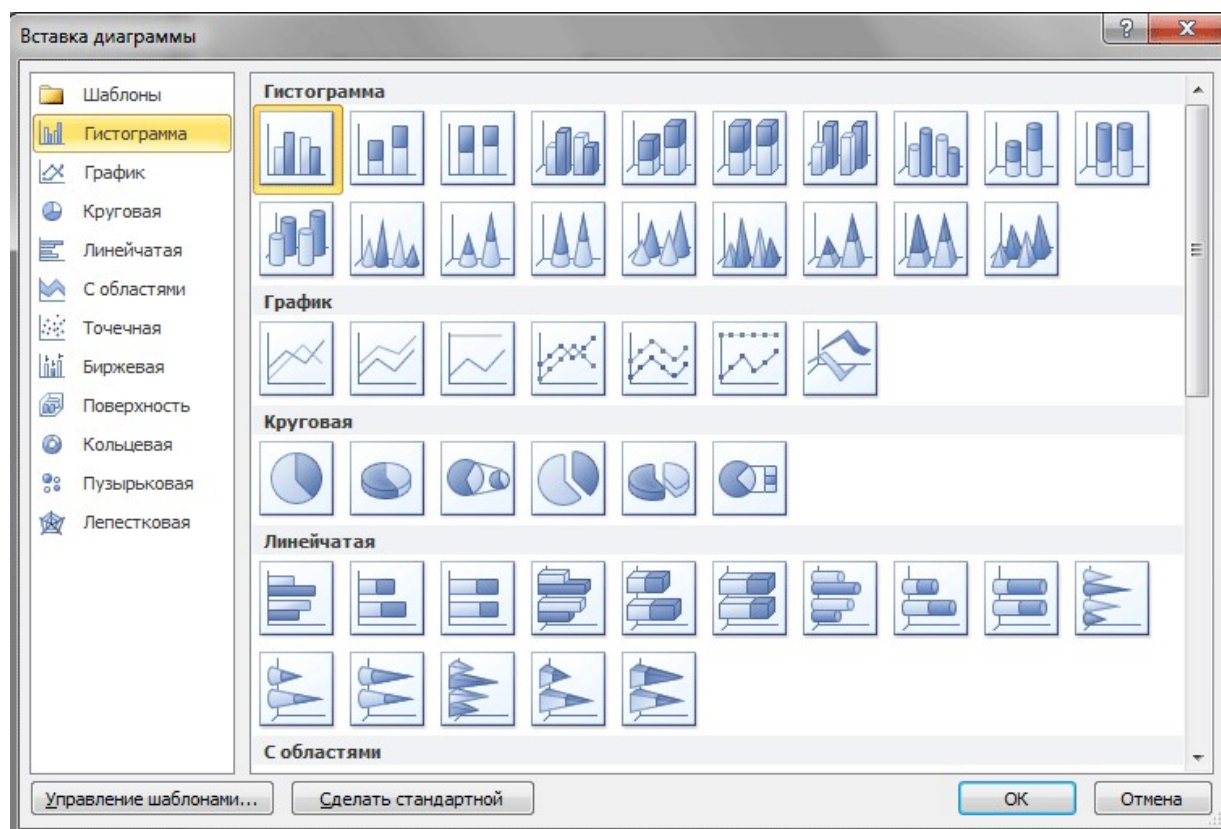 Вставка диаграммы
Шаблоны
Гистограмма
График
Круговая
Линейчатая
С областями
Точечная
Биржевая
Поверхность
Кольцевая
Пузырьковая
Лепестковая
Гистограмма
График
Круговая
Линейчатая
С областями
Управление шаблонами...
Сделать стандартной
ОК
Отмена